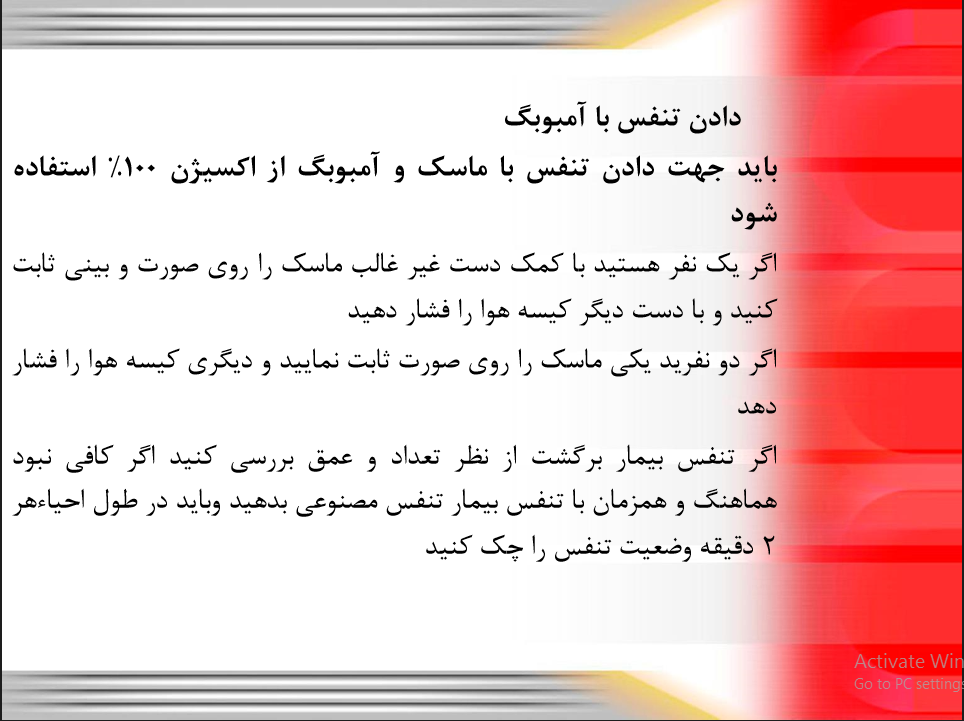 دادن تنفس با آمبوبگ
باید جهت دادن تنفس با ماسک و آمبوبگ از اکسیژن ۱۰۰٪ استفاده
شود
اگر یک نفر هستید با کمک دست غیر غالب ماسک را روی صورت و بینی ثابت
کنید و با دست دیگر کیسه هوا را فشار دهید
اگر دو نفرید یکی ماسک را روی صورت ثابت نمایید و دیگری کیسه هوا را فشار
دهد
اگر تنفس بیمار برگشت از نظر تعداد و عمق بررسی کنید اگر کافی نبود
هماهنگ و همزمان با تنفس بیمار تنفس مصنوعی بدهید وباید در طول احیاءهر
۲ دقیقه وضعیت تنفس را چک کنید
Activate Win
Go to PC settings